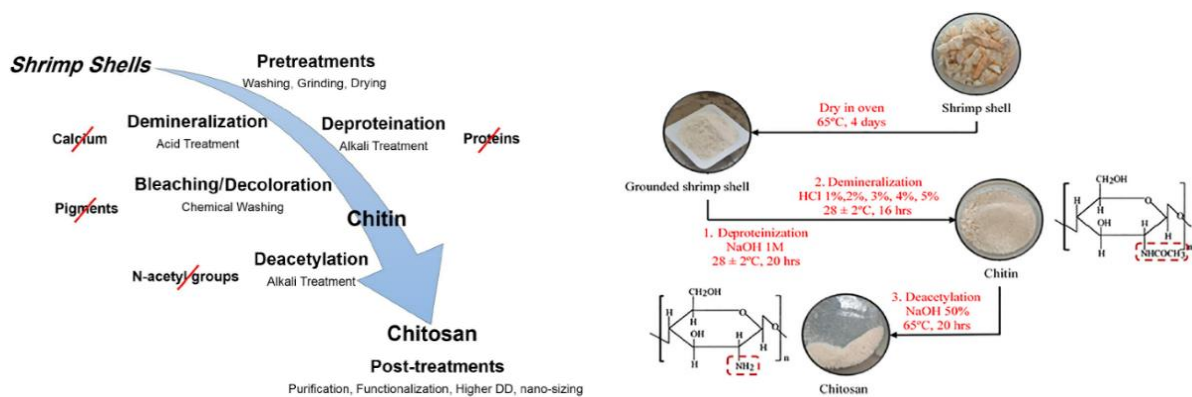 Shrimp Shells
Pretreatments
Washing, Grinding, Drying
Calcium
Demineralization
Acid Treatment
Deproteination
Alkali Treatment
Proteins
Bleaching/Decoloration
Chemical Washing
Pigments
Chitin
Deacetylation
Alkali Treatment
N-acetyl groups
Chitosan
Post-treatments
Purification, Functionalization, Higher DD, nano-sizing
Shrimp shell
Dry in oven
65ºC, 4 days
Grounded shrimp shell
2. Demineralization
HCl 1%,2%, 3%, 4%, 5%
28 ± 2ºC, 16 hrs
1. Deproteinization
NaOH 1M
28 ± 2ºC, 20 hrs
Chitin
CH₂OH
O
H
H
OH
H
H
O
H
NHCOCH3
n
3. Deacetylation
NaOH 50%
65ºC, 20 hrs
Chitosan
CH₂OH
O
H
H
OH
H
H
O
H
NH₂
n